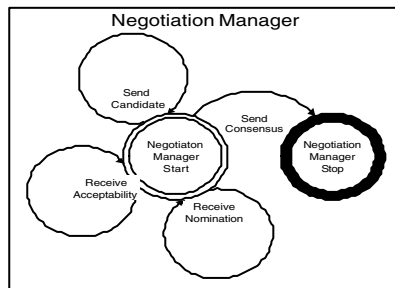 Negotiation Manager
Send
Candidate
Send
Consensus
Negotiaton
Manager
Start
Negotiation
Manager
Stop
Receive
Acceptability
Receive
Nomination